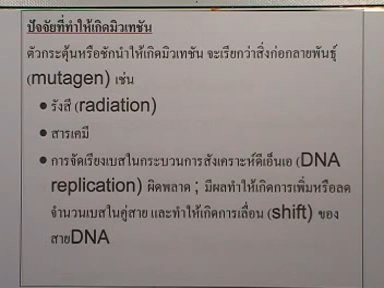 ปัจจัยที่ทำให้เกิดมิวเทชัน
ตัวกระตุ้นหรือชักนำให้เกิดมิวเทชัน จะเรียกว่าสิ่งก่อกลายพันธุ์
(mutagen) เช่น
● รังสี (radiation)
● สารเคมี
● การจัดเรียงเบสในกระบวนการสังเคราะห์ดีเอ็นเอ (DNA
replication) ผิดพลาด ; มีผลทำให้เกิดการเพิ่มหรือลด
จำนวนเบสในคู่สาย และทำให้เกิดการเลื่อน (shift) ของ
สายDNA